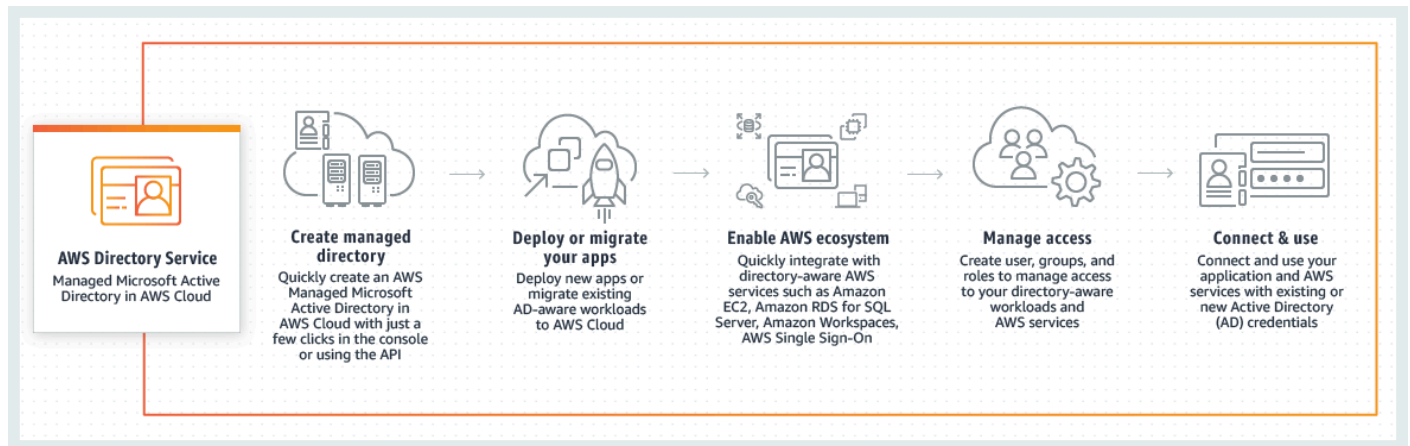 AWS Directory Service
Managed Microsoft Active
Directory in AWS Cloud
Create managed
directory
Quickly create an AWS
Managed Microsoft
Active Directory in
AWS Cloud with just a
few clicks in the console
or using the API
Deploy or migrate
your apps
Deploy new apps or
migrate existing
AD-aware workloads
to AWS Cloud
Enable AWS ecosystem
Quickly integrate with
directory-aware AWS
services such as Amazon
EC2, Amazon RDS for SQL
Server, Amazon Workspaces,
AWS Single Sign-On
Manage access
Create user, groups, and
roles to manage access
to your directory-aware
workloads and
AWS services
Connect & use
Connect and use your
application and AWS
services with existing or
new Active Directory
(AD) credentials